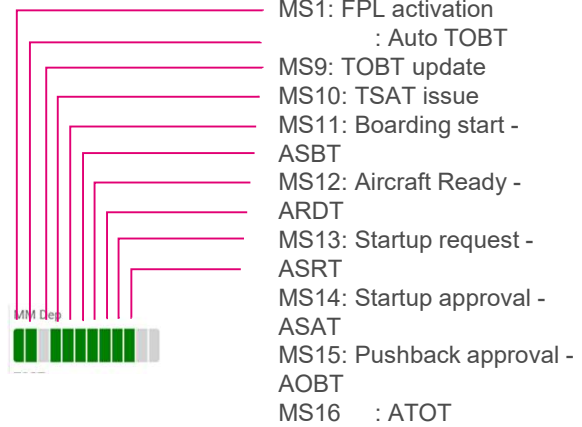 MS1: FPL activation
: Auto TOBT
MS9: TOBT update
MS10: TSAT issue
MS11: Boarding start -
ASBT
MS12: Aircraft Ready -
ARDT
MS13: Startup request -
ASRT
MS14: Startup approval -
ASAT
MS15: Pushback approval -
AOBT
MS16 : ATOT
MM Dep